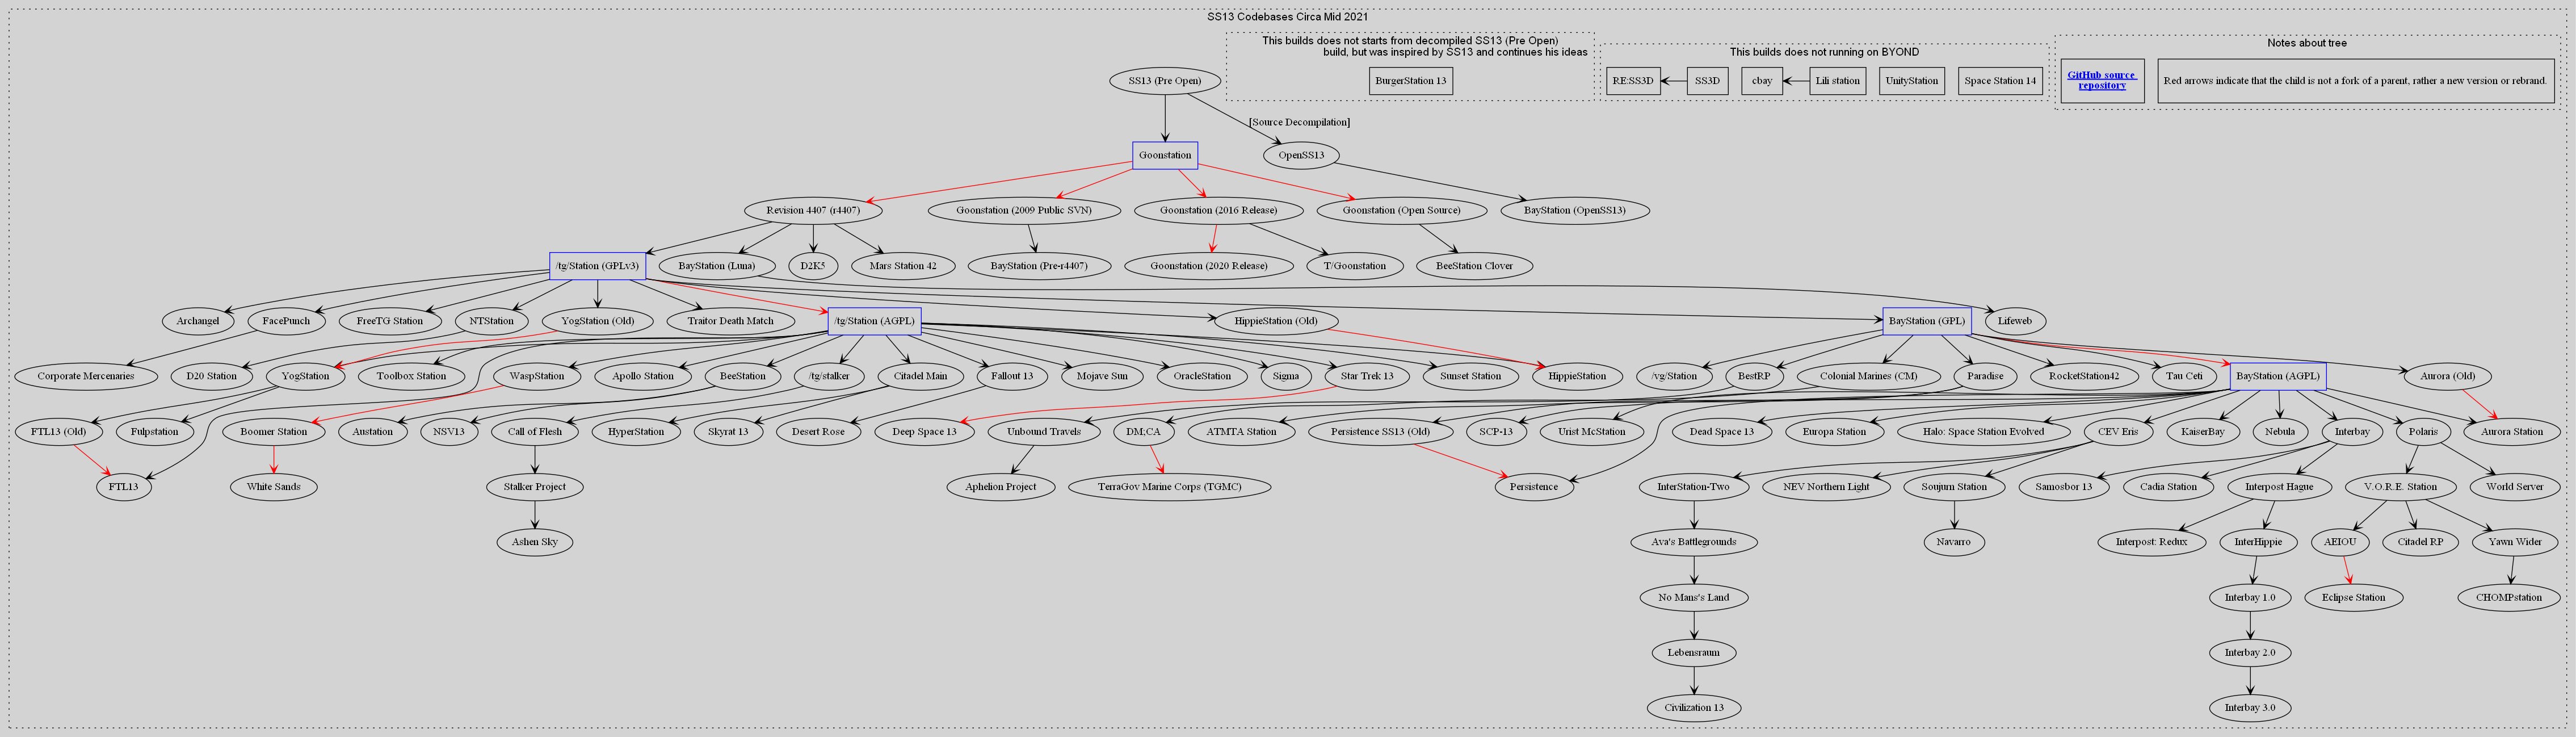 SS13 Codebases Circa Mid 2021
This builds does not starts from decompiled SS13 (Pre Open)
build, but was inspired by SS13 and continues his ideas
This builds does not running on BYOND
Notes about tree
SS13 (Pre Open)
BurgerStation 13
RE:SS3D
SS3D
cbay
Lili station
UnityStation
Space Station 14
GitHub source
repository
Red arrows indicate that the child is not a fork of a parent, rather a new version or rebrand.
[Source Decompilation]
Goonstation
OpenSS13
Revision 4407 (r4407)
Goonstation (2009 Public SVN)
Goonstation (2016 Release)
Goonstation (Open Source)
BayStation (OpenSS13)
/tg/Station (GPLv3)
BayStation (Luna)
D2K5
Mars Station 42
BayStation (Pre-r4407)
Goonstation (2020 Release)
T/Goonstation
BeeStation Clover
Archangel
FacePunch
FreeTG Station
NTStation
YogStation (Old)
Traitor Death Match
/tg/Station (AGPL)
HippieStation (Old)
BayStation (GPL)
Lifeweb
Corporate Mercenaries
D20 Station
YogStation
Toolbox Station
WaspStation
Apollo Station
BeeStation
/tg/stalker
Citadel Main
Fallout 13
Mojave Sun
OracleStation
Sigma
Star Trek 13
Sunset Station
HippieStation
/vg/Station
BestRP
Colonial Marines (CM)
Paradise
RocketStation42
Tau Ceti
BayStation (AGPL)
Aurora (Old)
FTL13 (Old)
Fulpstation
Boomer Station
Austation
NSV13
Call of Flesh
HyperStation
Skyrat 13
Desert Rose
Deep Space 13
Unbound Travels
DM;CA
ATMTA Station
Persistence SS13 (Old)
SCP-13
Urist McStation
Dead Space 13
Europa Station
Halo: Space Station Evolved
CEV Eris
KaiserBay
Nebula
Interbay
Polaris
Aurora Station
FTL13
White Sands
Stalker Project
Aphelion Project
TerraGov Marine Corps (TGMC)
Persistence
InterStation-Two
NEV Northern Light
Soujurn Station
Samosbor 13
Cadia Station
Interpost Hague
V.O.R.E. Station
World Server
Ashen Sky
Ava's Battlegrounds
Navarro
Interpost: Redux
InterHippie
AEIOU
Citadel RP
Yawn Wider
No Mans's Land
Interbay 1.0
Eclipse Station
CHOMPstation
Lebensraum
Interbay 2.0
Civilization 13
Interbay 3.0